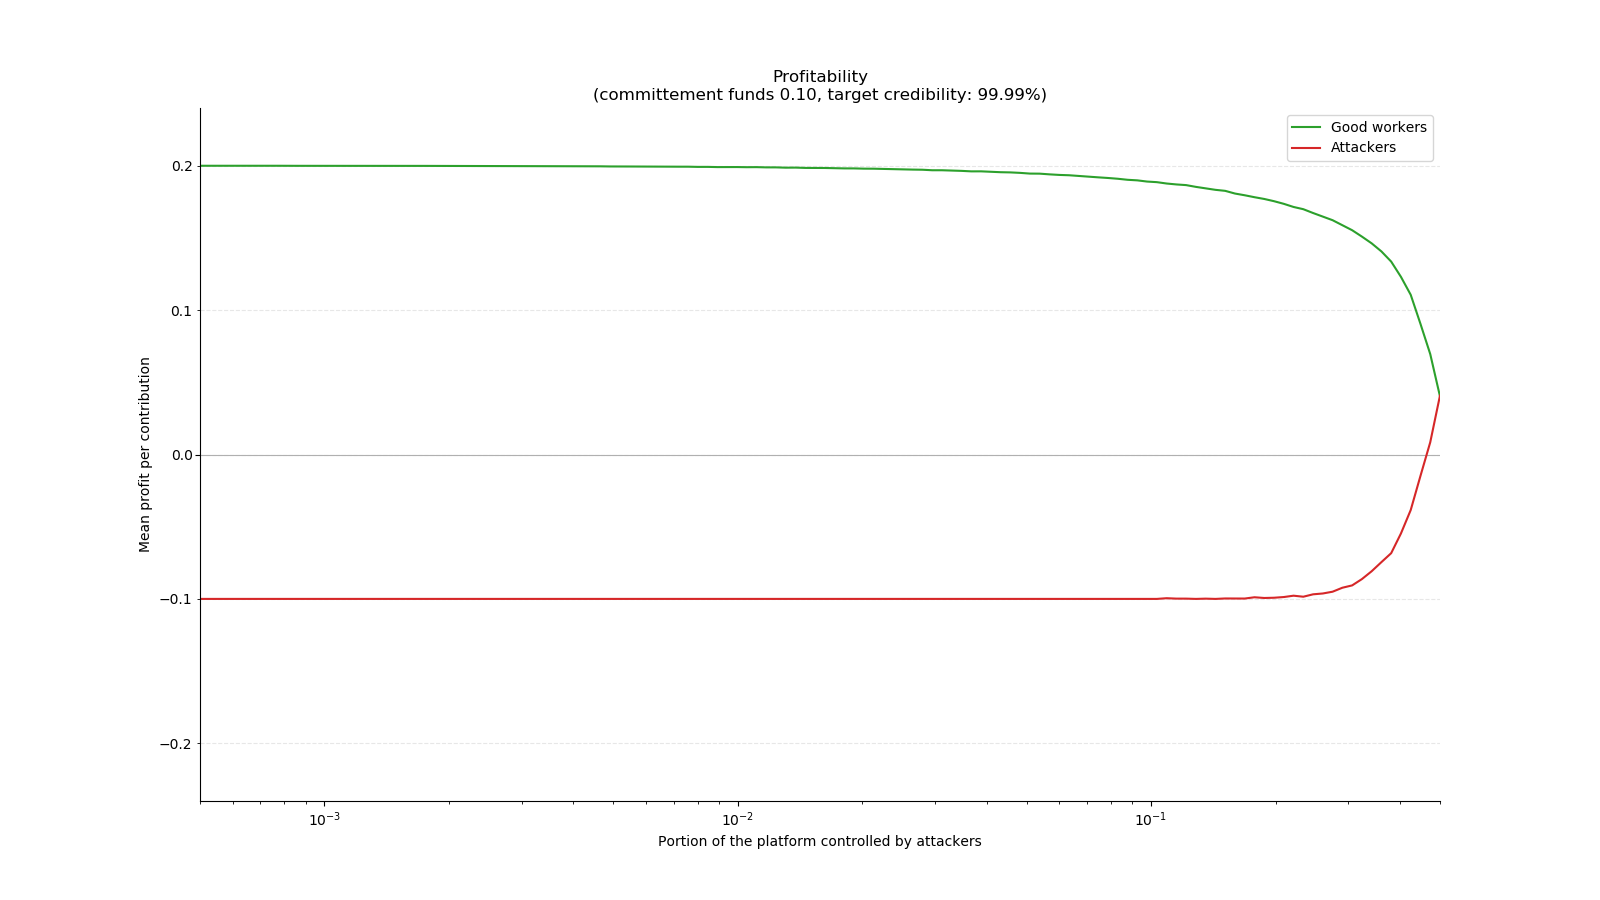 Profitability
(committement funds 0.10, target credibility: 99.99%)
Good workers
Attackers
0.2
0.1
0.0
−0.1
−0.2
Mean profit per contribution
10⁻³
10⁻²
10⁻¹
Portion of the platform controlled by attackers